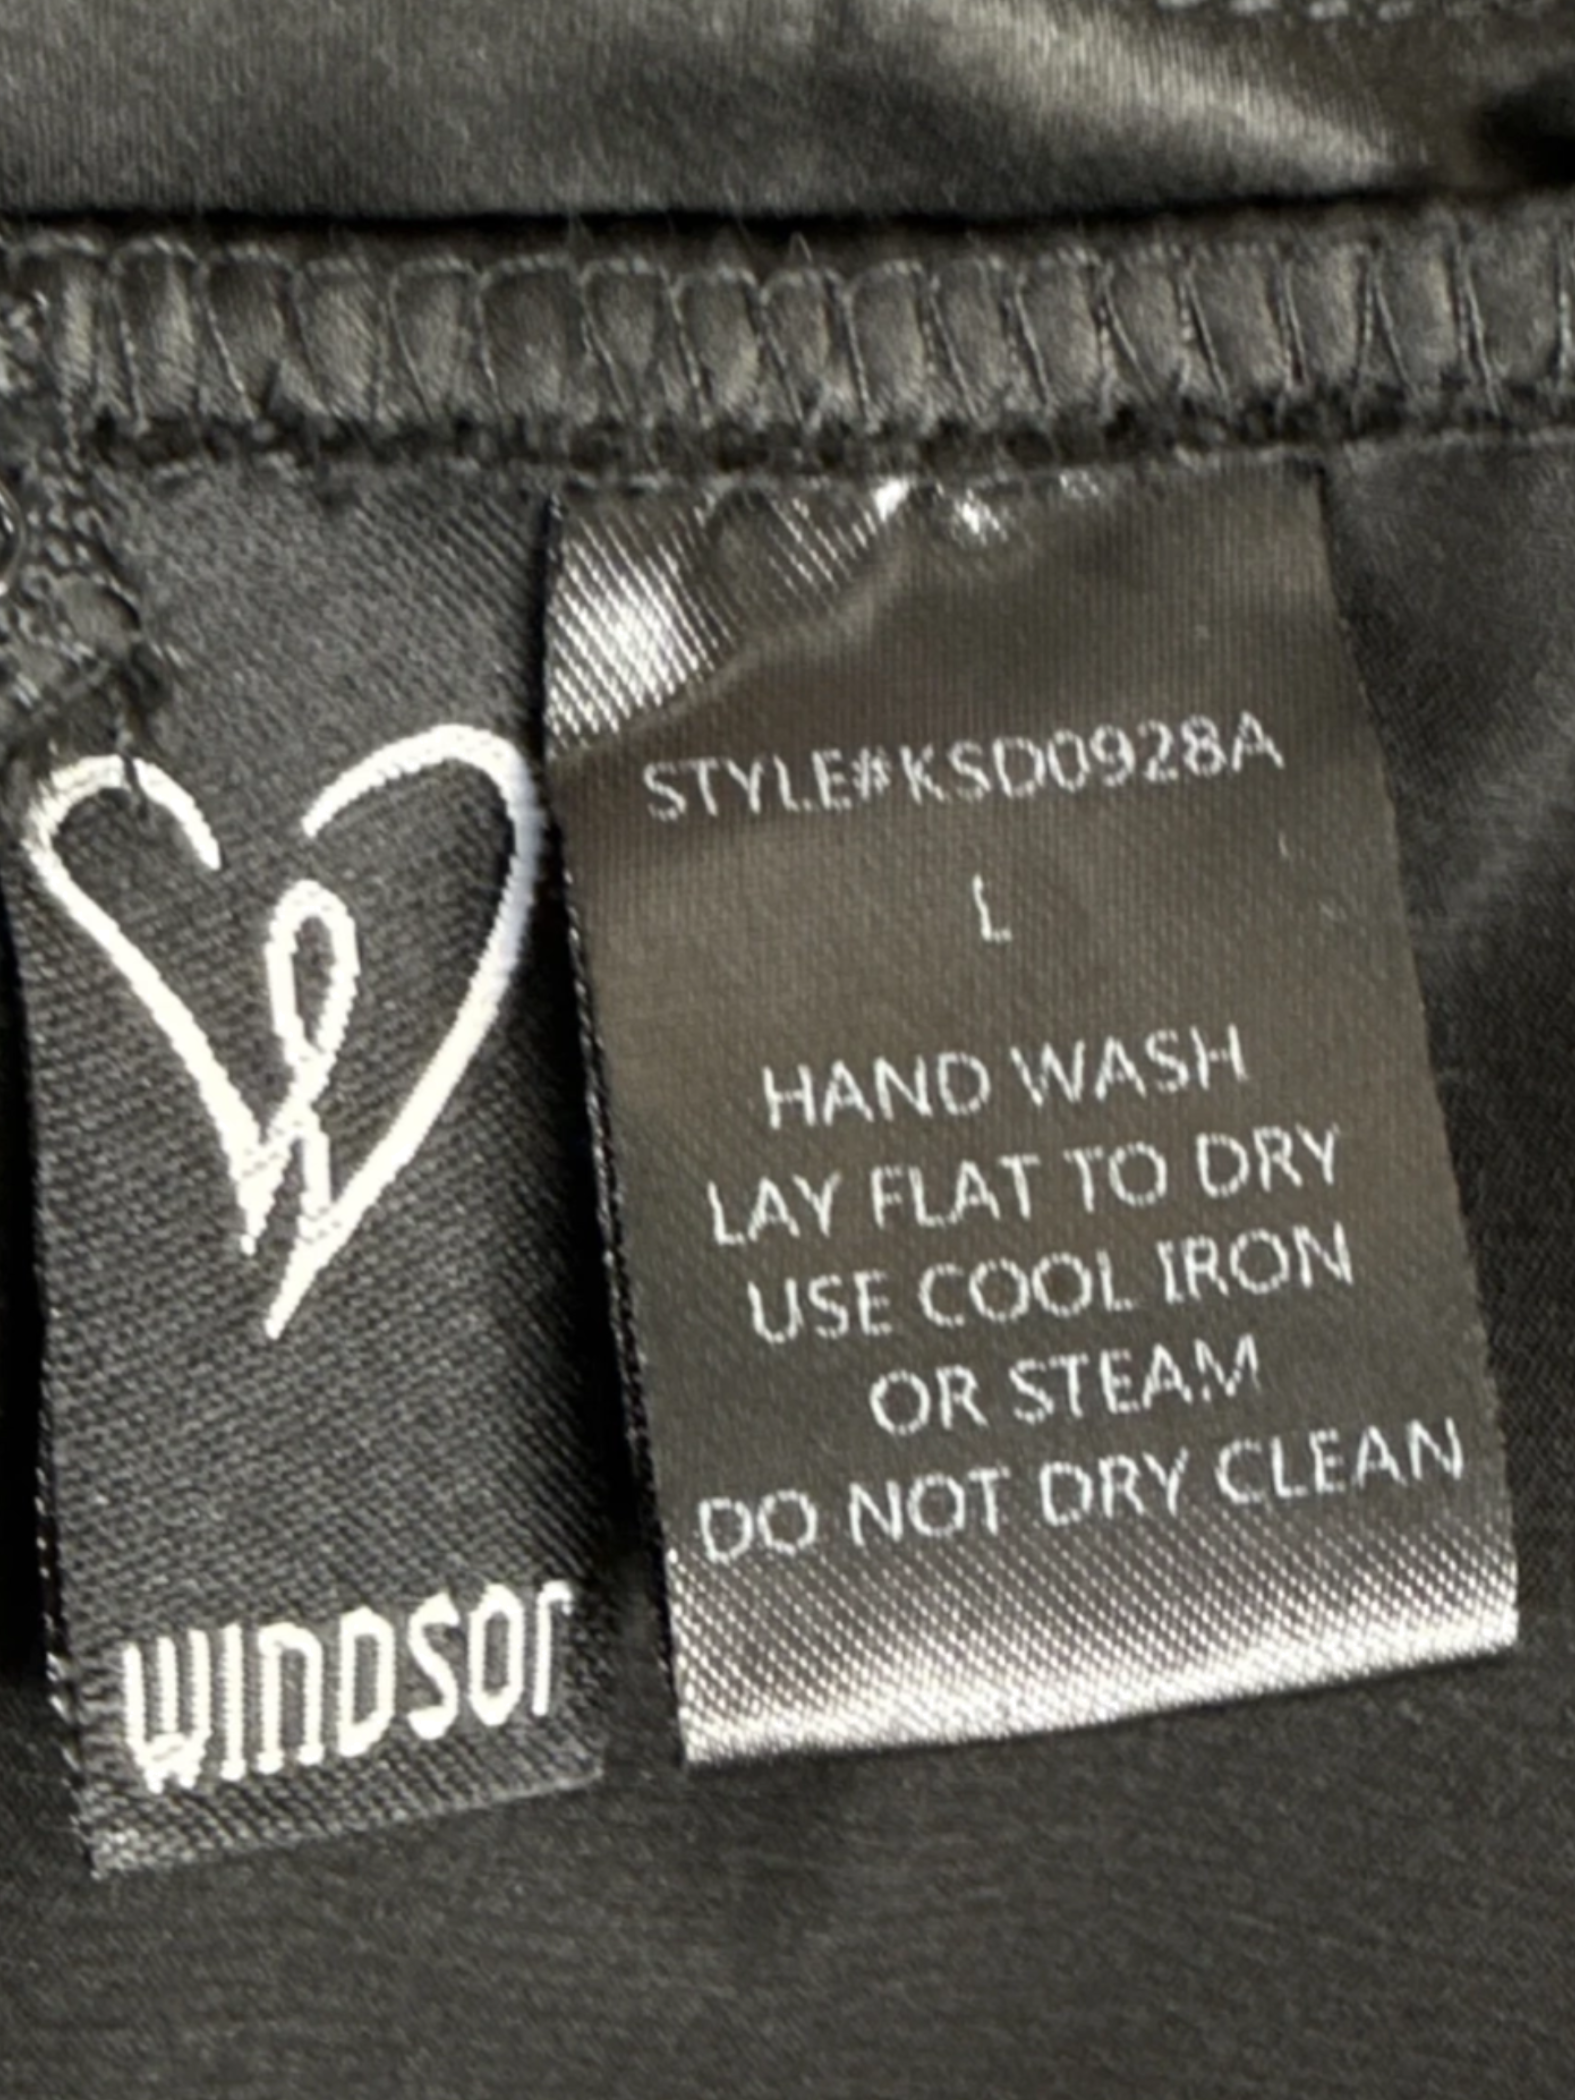 WINDSOR
STYLE#KSD0928A
L
HAND WASH
LAY FLAT TO DRY
USE COOL IRON
OR STEAM
DO NOT DRY CLEAN